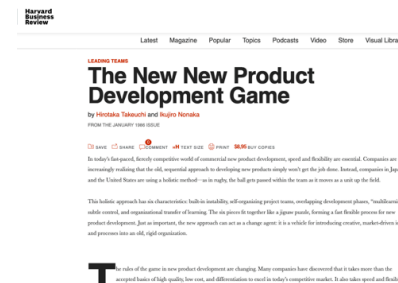 Harvard
Business
Review
Latest Magazine Popular Topics Podcasts Video Store Visual Libra
LEADING TEAMS
The New New Product
Development Game
by Hirotaka Takeuchi and Ikujiro Nonaka
FROM THE JANUARY 1986 ISSUE
SAVE SHARE COMMENT 0 TEXT SIZE PRINT $8.95 BUY COPIES
In today's fast-paced, fiercely competitive world of commercial new product development, speed and flexibility are essential. Companies are
increasingly realizing that the old, sequential approach to developing new products simply won't get the job done. Instead, companies in Jap
and the United States are using a holistic method—as in rugby, the ball gets passed within the team as it moves as a unit up the field.
This holistic approach has six characteristics: built-in instability, self-organizing project teams, overlapping development phases, "multilearni
subtle control, and organizational transfer of learning. The six pieces fit together like a jigsaw puzzle, forming a fast flexible process for new
product development. Just as important, the new approach can act as a change agent: it is a vehicle for introducing creative, market-driven i
and processes into an old, rigid organization.
The rules of the game in new product development are changing. Many companies have discovered that it takes more than the
accepted basics of high quality, low cost, and differentiation to excel in today's competitive market. It also takes speed and flexib